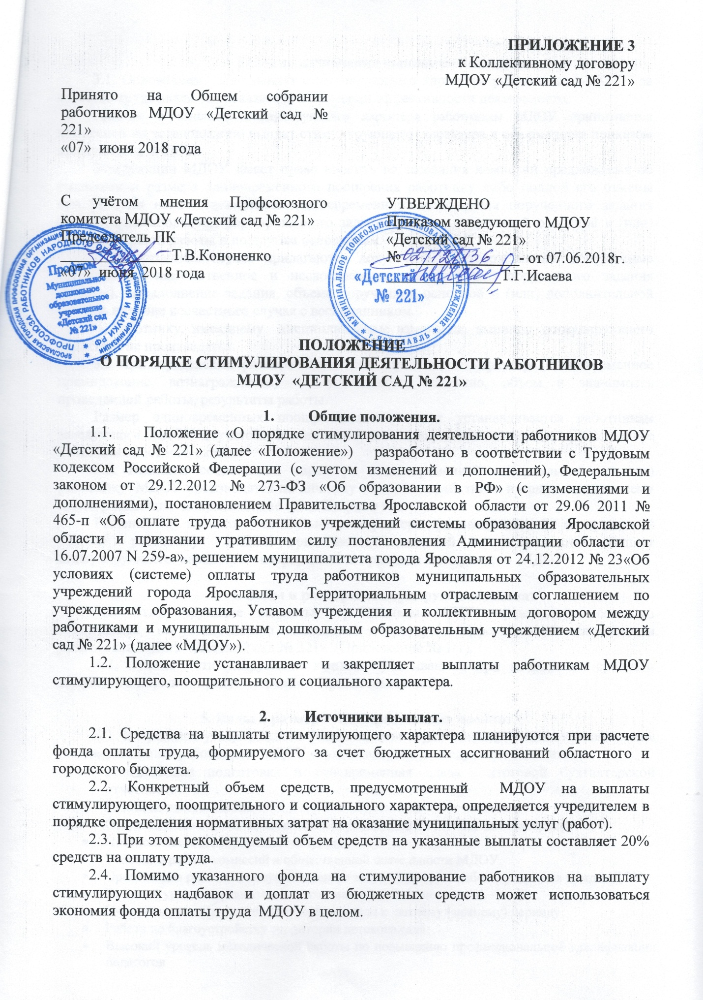 ПРИЛОЖЕНИЕ 3
к Коллективному договору
МДОУ «Детский сад № 221»
Принято на Общем собрании
работников МДОУ «Детский сад №
221»
«07» июня 2018 года
С учётом мнения Профсоюзного
комитета МДОУ «Детский сад № 221»
Председатель ПК
Т.В.Кононенко
«07» июня 2018 года
УТВЕРЖДЕНО
Приказом заведующего МДОУ
«Детский сад № 221»
№ 02-12/136 от 07.06.2018г.
Т.Г.Исаева
Профком
Муниципальное
дошкольное
образовательное
учреждение
«Детский сад
№ 221»
МУНИЦИПАЛЬНОЕ ДОШКОЛЬНОЕ ОБРАЗОВАТЕЛЬНОЕ УЧРЕЖДЕНИЕ
* г ЯРОСЛАВЛЬ *
«Детский сад
№ 221»
ПОЛОЖЕНИЕ
О ПОРЯДКЕ СТИМУЛИРОВАНИЯ ДЕЯТЕЛЬНОСТИ РАБОТНИКОВ
МДОУ «ДЕТСКИЙ САД № 221»
1. Общие положения.
1.1 Положение «О порядке стимулирования деятельности работников МДОУ
«Детский сад № 221» (далее «Положение») разработано в соответствии с Трудовым
кодексом Российской Федерации (с учетом изменений и дополнений), Федеральным
законом от 29.12.2012 № 273-ФЗ «Об образовании в РФ» (с изменениями и
дополнениями), постановлением Правительства Ярославской области от 29.06 2011 №
465-п «Об оплате труда работников учреждений системы образования Ярославской
области и признании утратившим силу постановления Администрации области от
16.07.2007 N 259-а», решением муниципалитета города Ярославля от 24.12.2012 № 23«Об
условиях (системе) оплаты труда работников муниципальных образовательных
учреждений города Ярославля, Территориальным отраслевым соглашением по
учреждениям образования, Уставом учреждения и коллективным договором между
работниками и муниципальным дошкольным образовательным учреждением «Детский
сад № 221» (далее «МДОУ»).
1.2. Положение устанавливает и закрепляет выплаты работникам МДОУ
стимулирующего, поощрительного и социального характера.
2. Источники выплат.
2.1. Средства на выплаты стимулирующего характера планируются при расчете
фонда оплаты труда, формируемого за счет бюджетных ассигнований областного и
городского бюджета.
2.2. Конкретный объем средств, предусмотренный МДОУ на выплаты
стимулирующего, поощрительного и социального характера, определяется учредителем в
порядке определения нормативных затрат на оказание муниципальных услуг (работ).
2.3. При этом рекомендуемый объем средств на указанные выплаты составляет 20%
средств на оплату труда.
2.4. Помимо указанного фонда на стимулирование работников на выплату
стимулирующих надбавок и доплат из бюджетных средств может использоваться
экономия фонда оплаты труда МДОУ в целом.